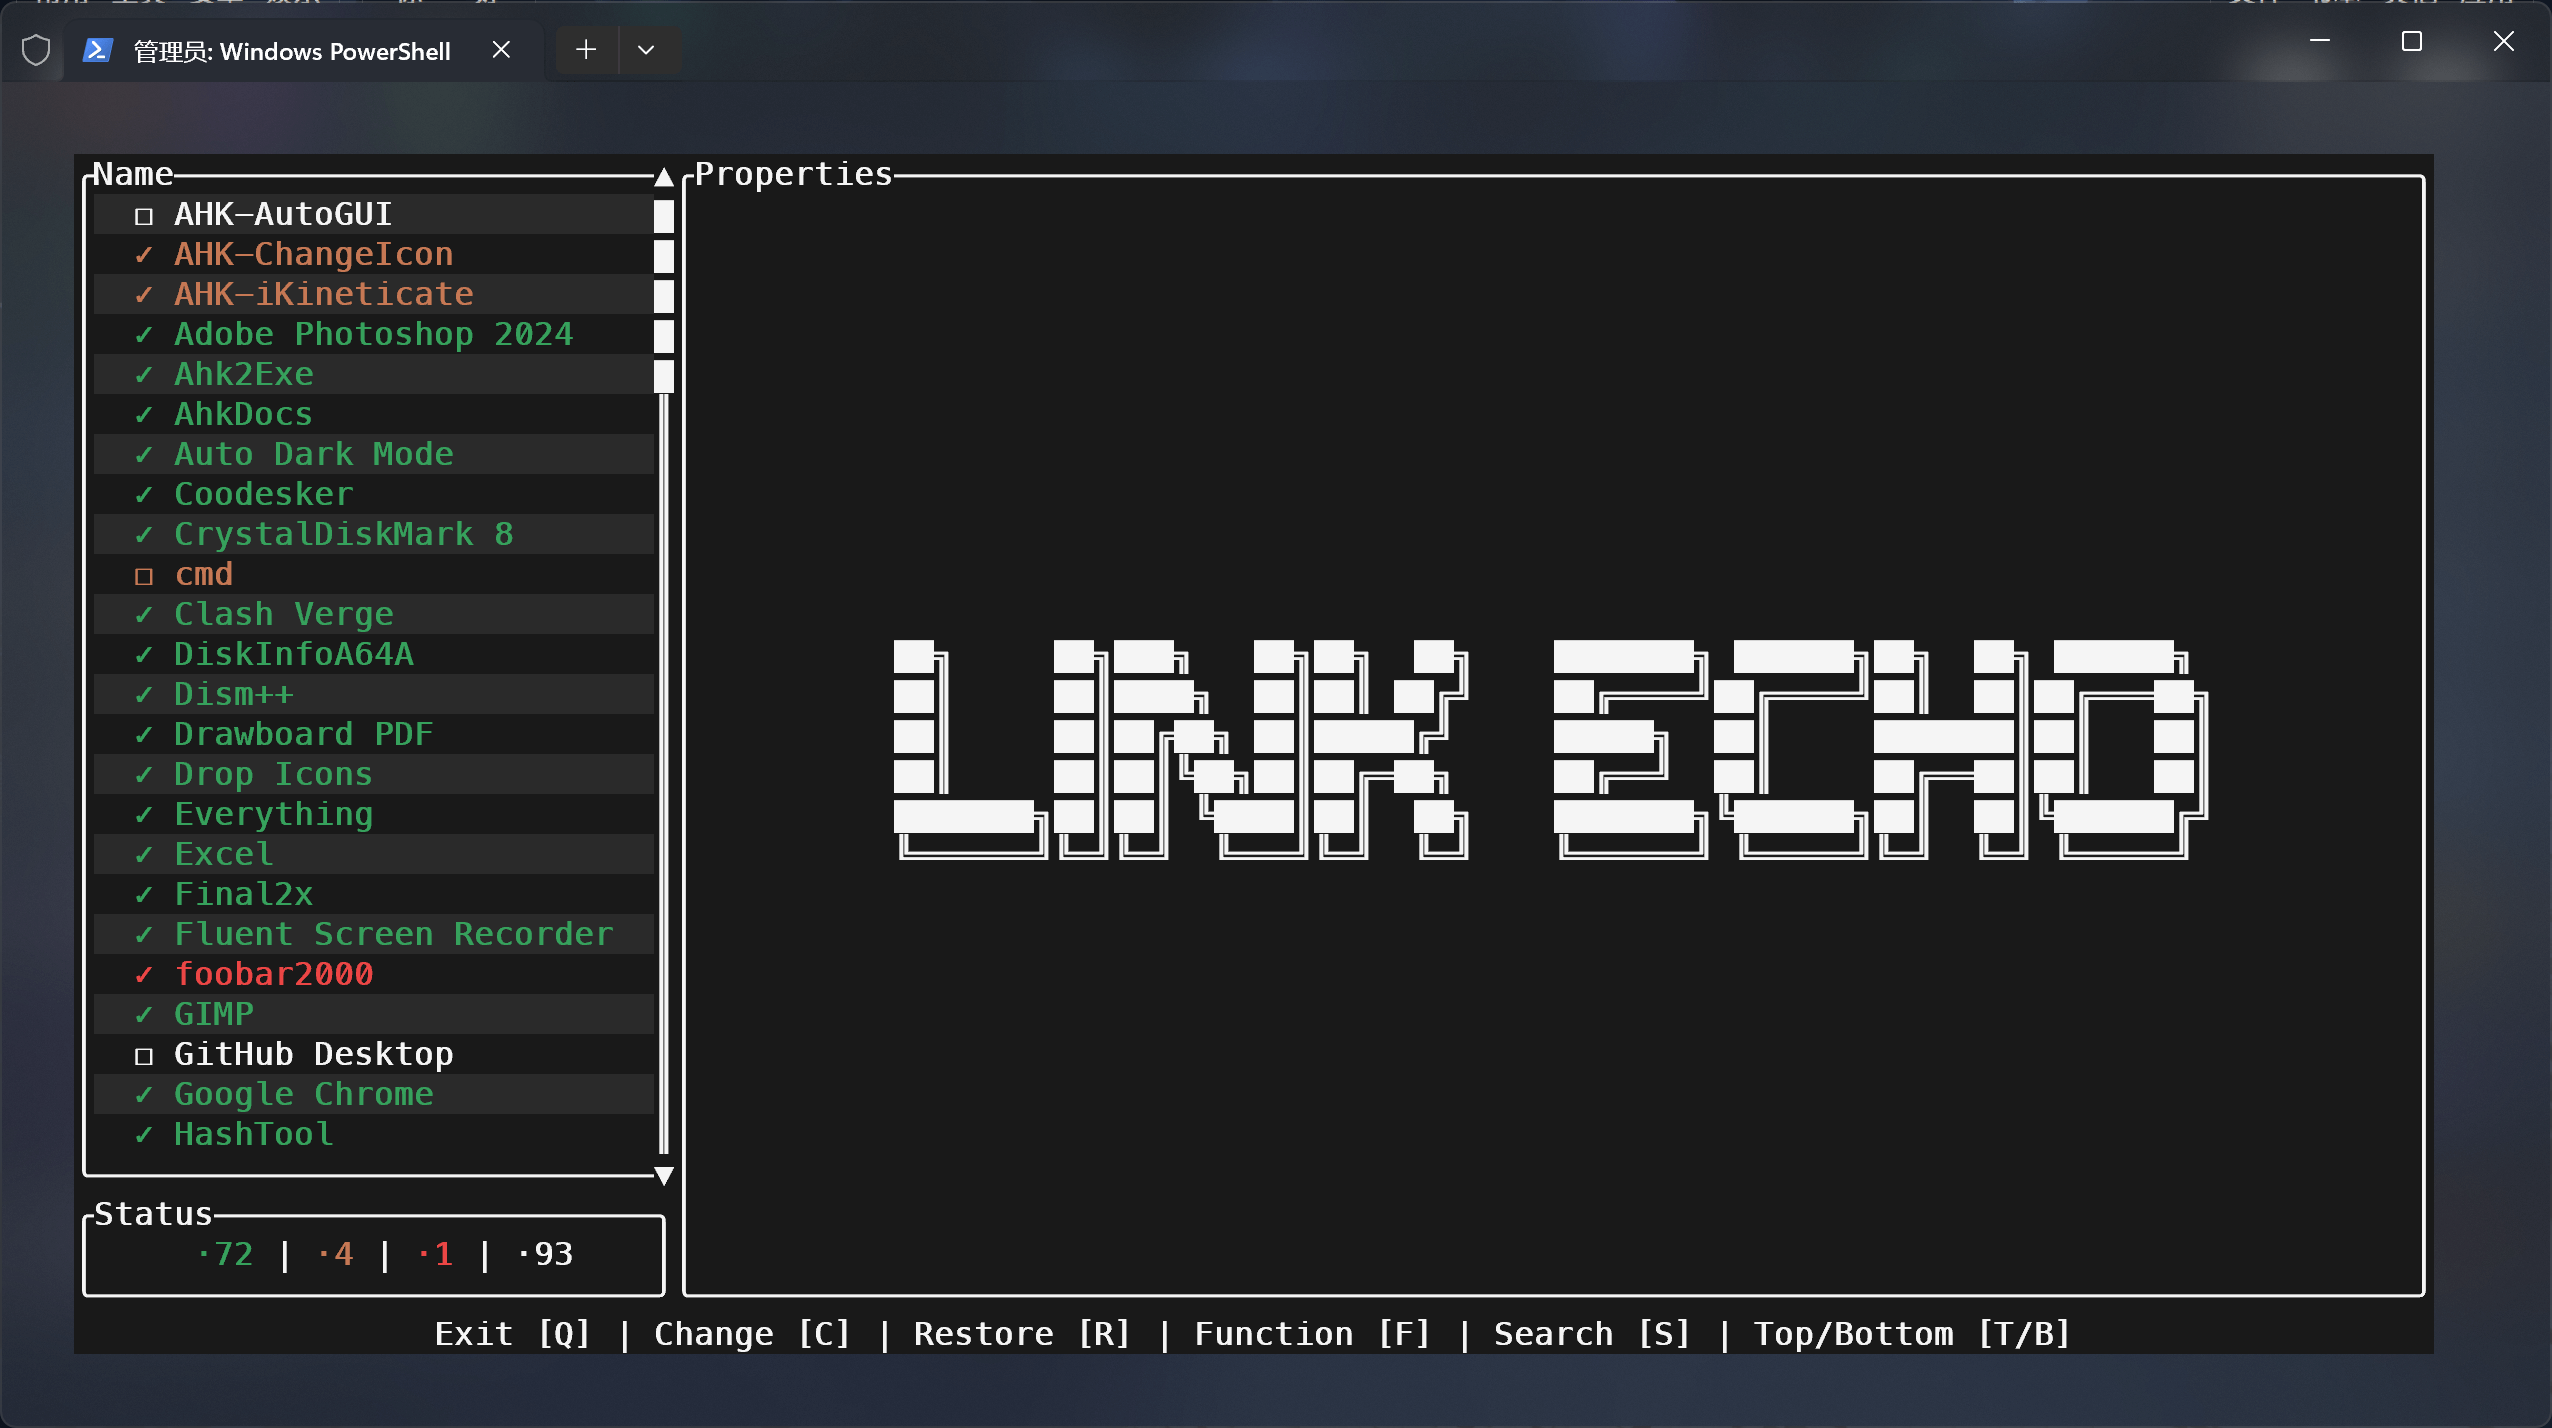 管理员: Windows PowerShell
Name
□ AHK-AutoGUI
✓ AHK-ChangeIcon
✓ AHK-iKineticate
✓ Adobe Photoshop 2024
✓ Ahk2Exe
✓ AhkDocs
✓ Auto Dark Mode
✓ Coodesker
✓ CrystalDiskMark 8
□ cmd
✓ Clash Verge
✓ DiskInfoA64A
✓ Dism++
✓ Drawboard PDF
✓ Drop Icons
✓ Everything
✓ Excel
✓ Final2x
✓ Fluent Screen Recorder
✓ foobar2000
✓ GIMP
□ GitHub Desktop
✓ Google Chrome
✓ HashTool
Status
·72 | ·4 | ·1 | ·93
Properties
LNK ECHO
Exit [Q] | Change [C] | Restore [R] | Function [F] | Search [S] | Top/Bottom [T/B]